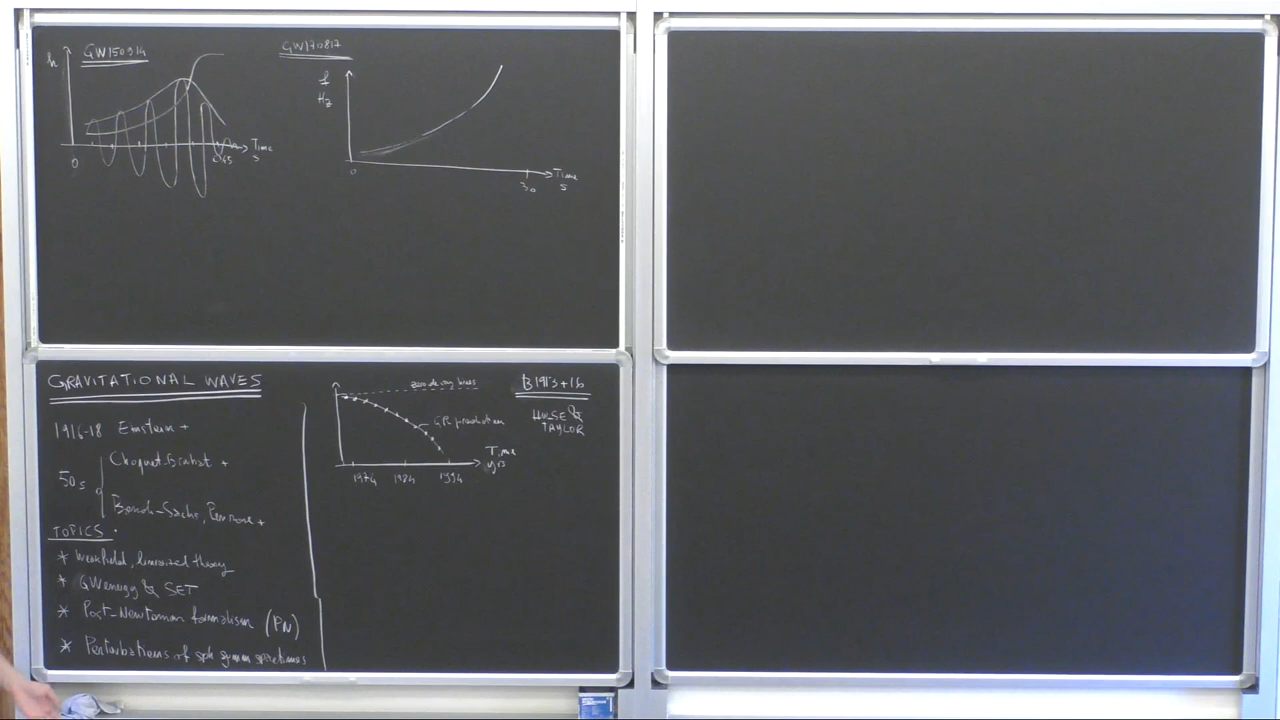 GW150914
h
Time
s
0
GW170817
f
Hz
0
30
Time
s
GRAVITATIONAL WAVES
1916-18 Einstein +
50s
Choquet-Bruhat +
Bondi-Sachs, Penrose +
TOPICS
* Weak field, linearized theory
* GW energy & SET
* Post-Newtonian formalism (PN)
* Perturbations of sph symm spacetimes
B1913+16
HULSE &
TAYLOR
GR prediction
Time
yrs
1974 1984 1994